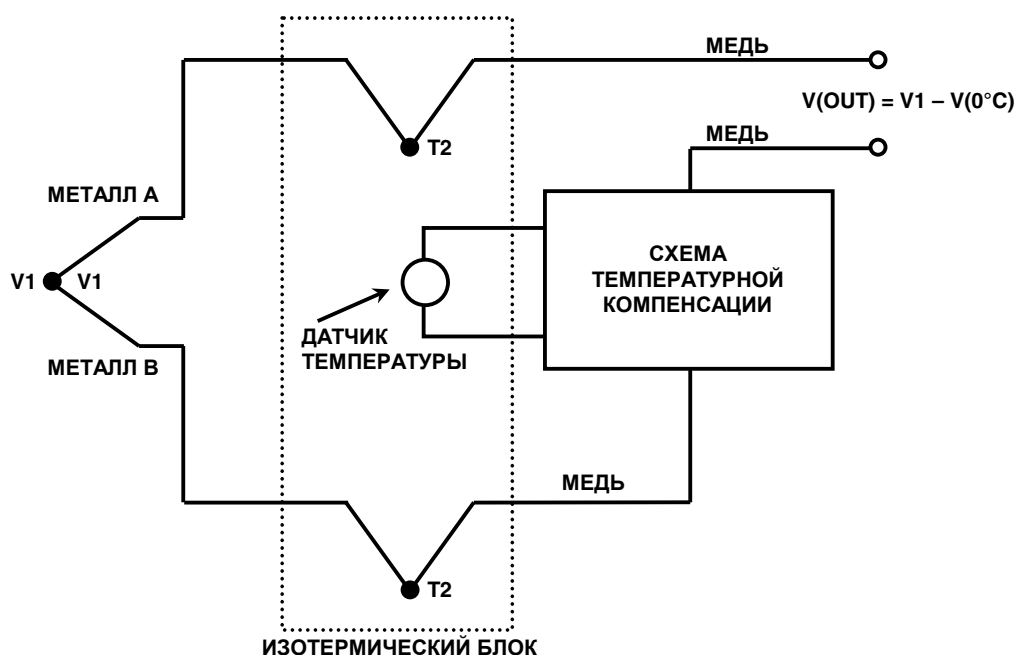 МЕДЬ
V(OUT) = V1 – V(0°C)
T2
МЕДЬ
МЕТАЛЛ А
СХЕМА
ТЕМПЕРАТУРНОЙ
КОМПЕНСАЦИИ
V1 V1
ДАТЧИК
ТЕМПЕРАТУРЫ
МЕТАЛЛ В
МЕДЬ
T2
ИЗОТЕРМИЧЕСКИЙ БЛОК